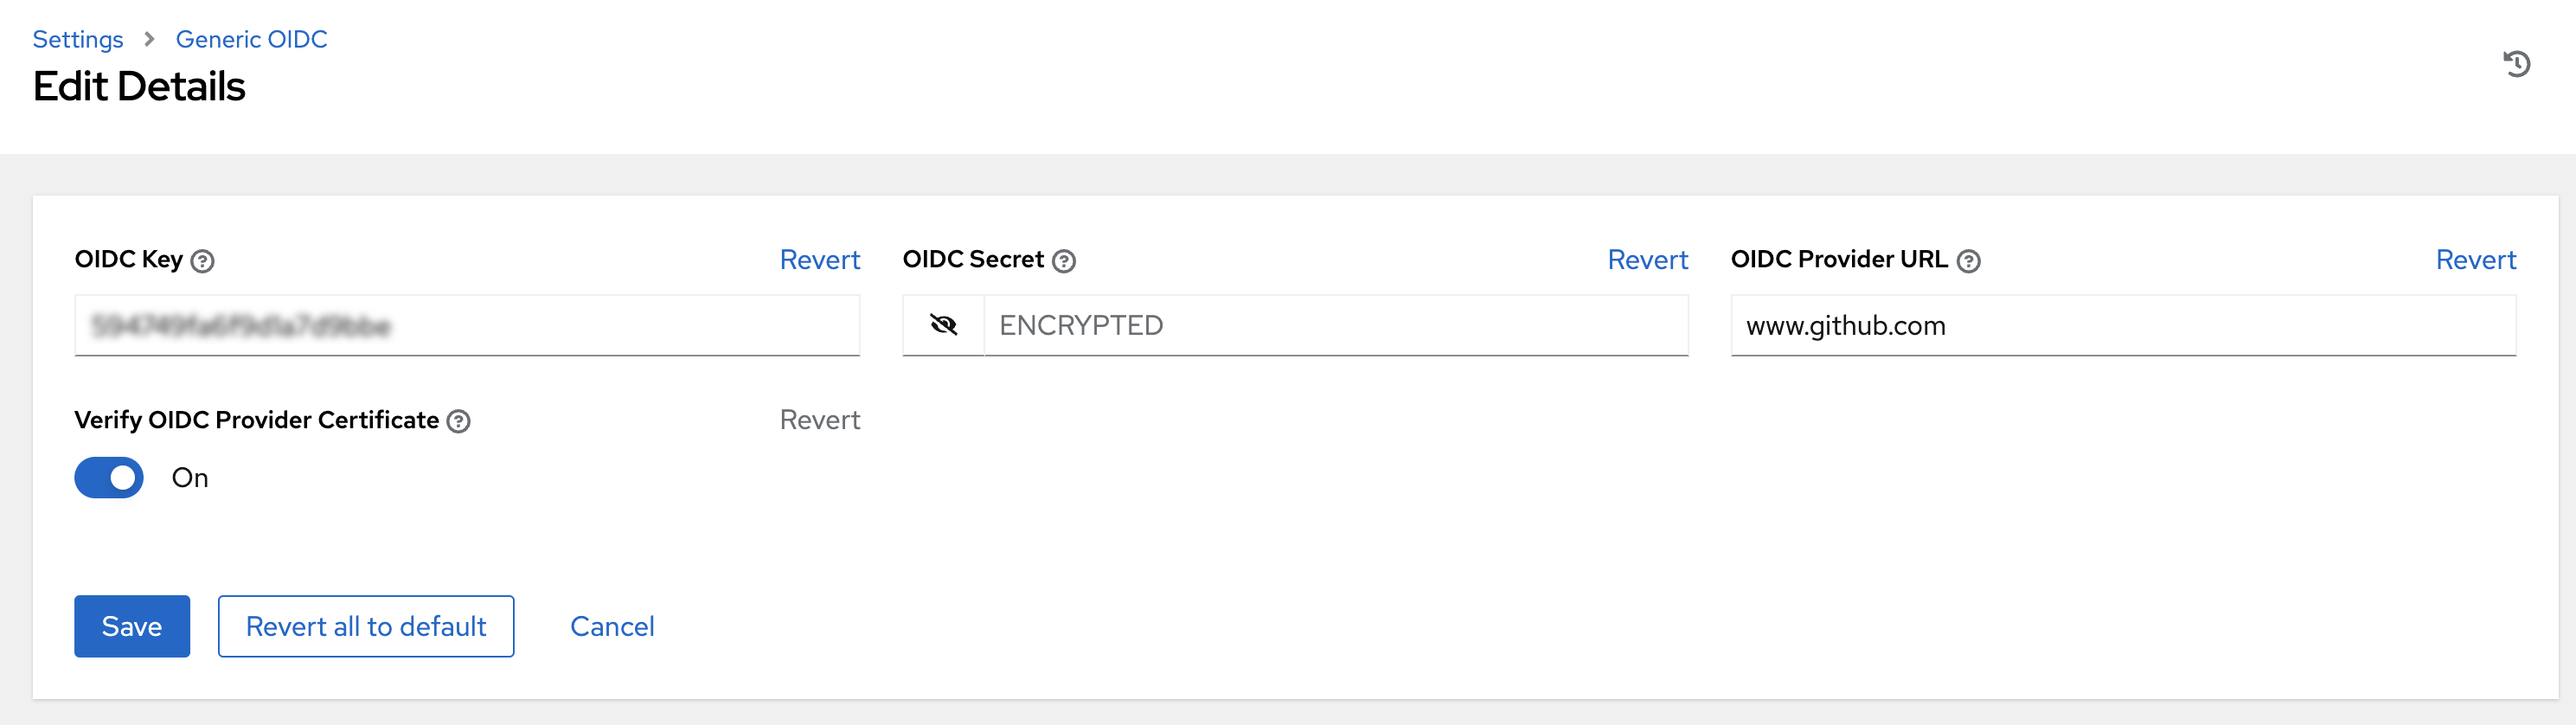 Settings Generic OIDC
Edit Details
OIDC Key Revert OIDC Secret Revert OIDC Provider URL Revert
ENCRYPTED www.github.com
Verify OIDC Provider Certificate Revert
On
Save Revert all to default Cancel